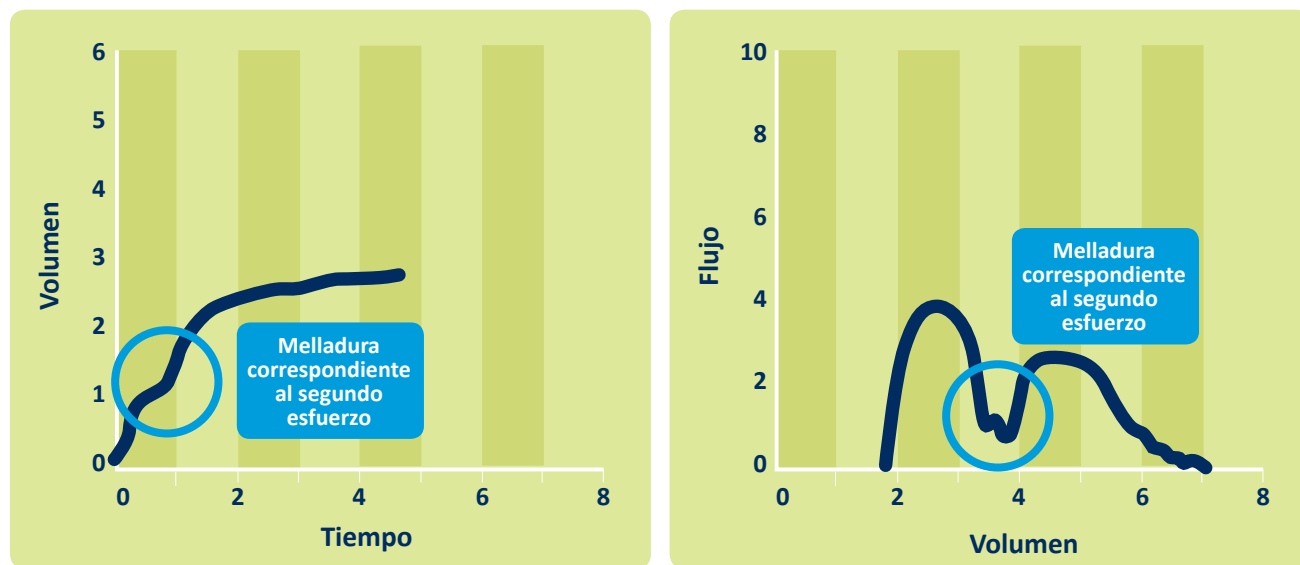 6
5
4
3
2
1
0
Volumen
Melladura
correspondiente
al segundo
esfuerzo
0 2 4 6 8
Tiempo
10
8
6
4
2
0
Flujo
Melladura
correspondiente
al segundo
esfuerzo
0 2 4 6 8
Volumen